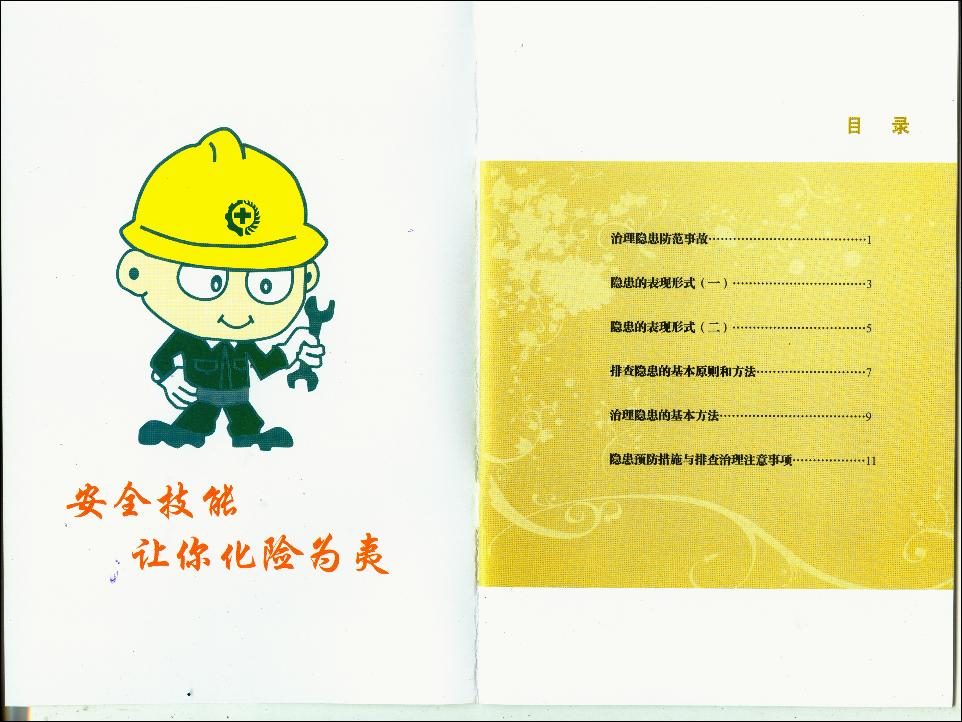 安全技能
让你化险为夷
目 录
治理隐患防范事故……………………………………1
隐患的表现形式（一）………………………………3
隐患的表现形式（二）………………………………5
排查隐患的基本原则和方法…………………………7
治理隐患的基本方法…………………………………9
隐患预防措施与排查治理注意事项…………………11